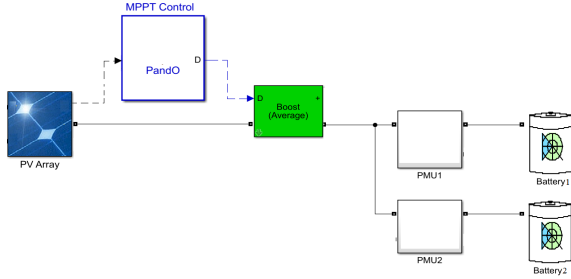 MPPT Control
D
PandO
D
+
Boost
(Average)
PV Array
PMU1
Battery1
PMU2
Battery2